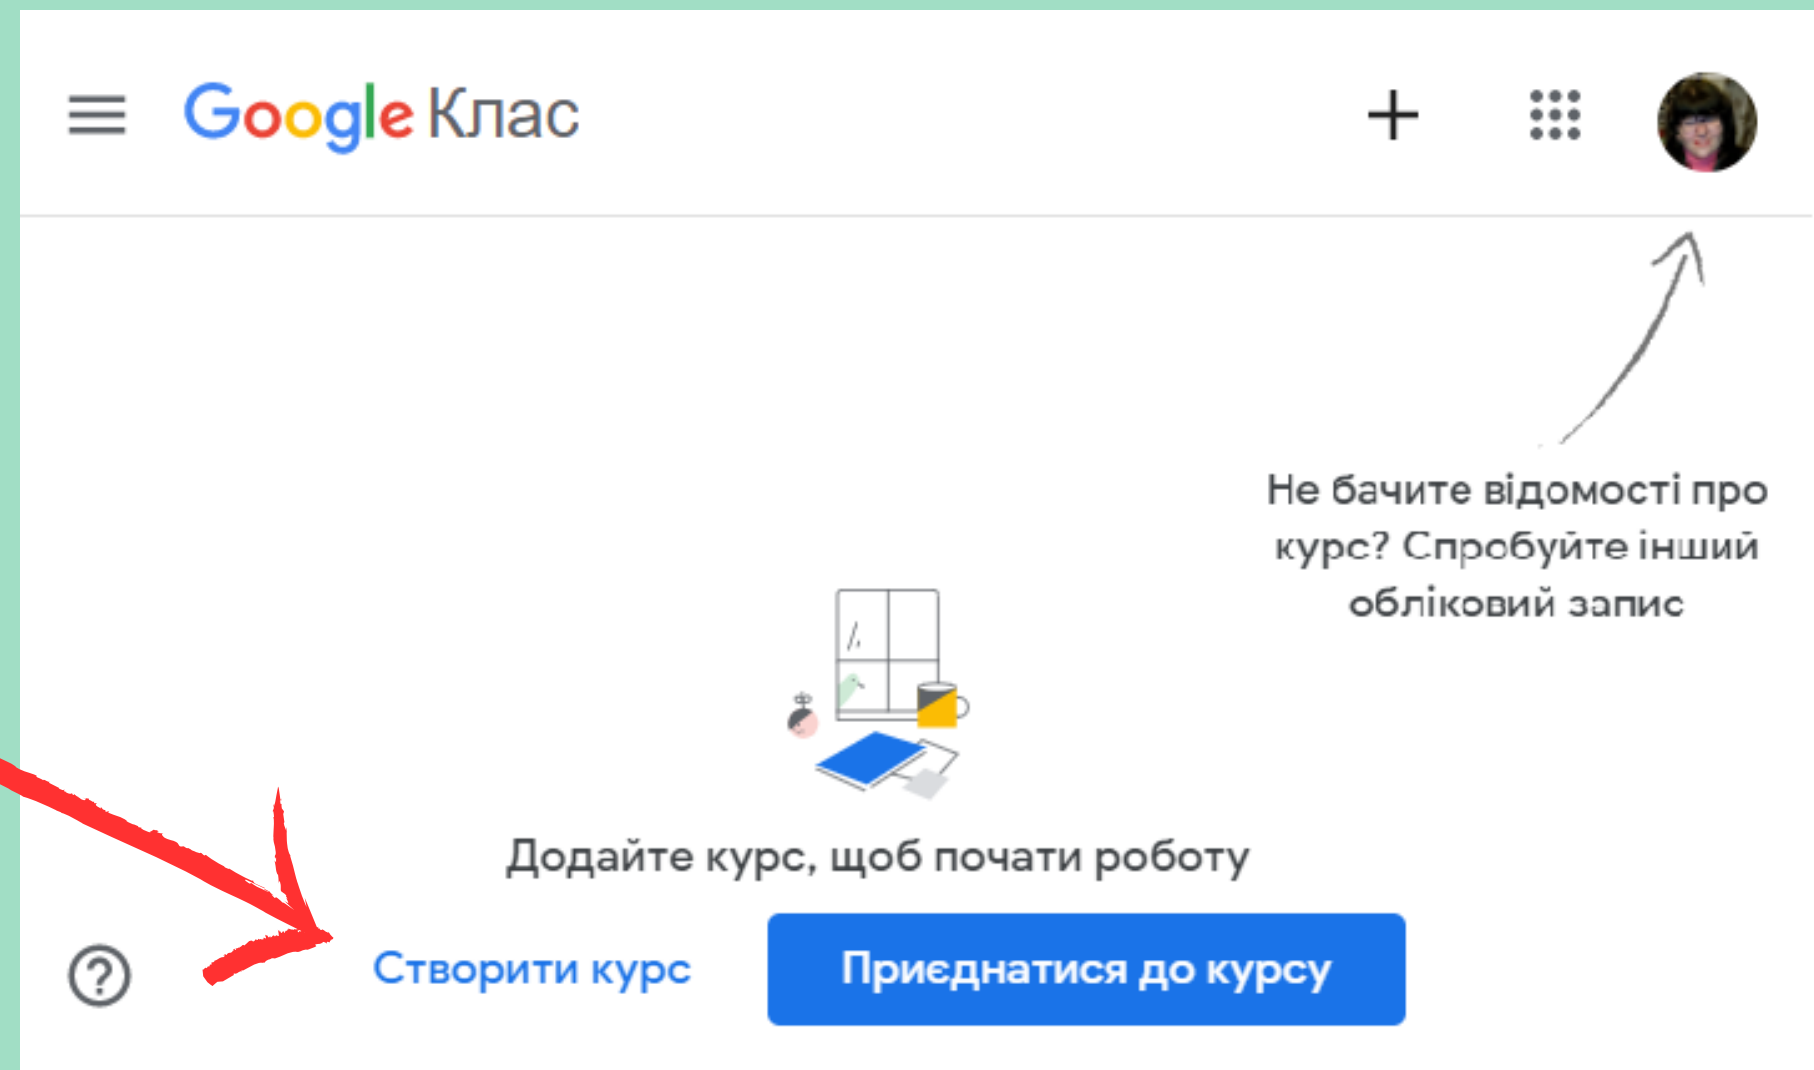 Google Клас
Не бачите відомості про
курс? Спробуйте інший
обліковий запис
Додайте курс, щоб почати роботу
Створити курс
Приєднатися до курсу